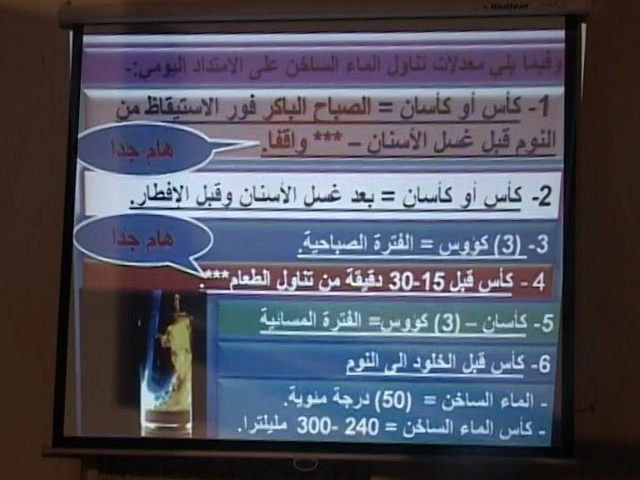 Redleaf
وفيما يلي معدلات تناول الماء الساخن على الامتداد اليومي:-
1- كأس أو كأسان = الصباح الباكر فور الاستيقاظ من
النوم قبل غسل الأسنان – *** واقفا.
هام جدا
2- كأس أو كأسان = بعد غسل الأسنان وقبل الإفطار.
3- (3) كؤوس = الفترة الصباحية.
هام جدا
4 - كأس قبل 15-30 دقيقة من تناول الطعام***.
5- كأسان – (3) كؤوس= الفترة المسائية
6- كأس قبل الخلود الى النوم
- الماء الساخن = (50) درجة مئوية.
- كأس الماء الساخن = 240 -300 مليلترا.